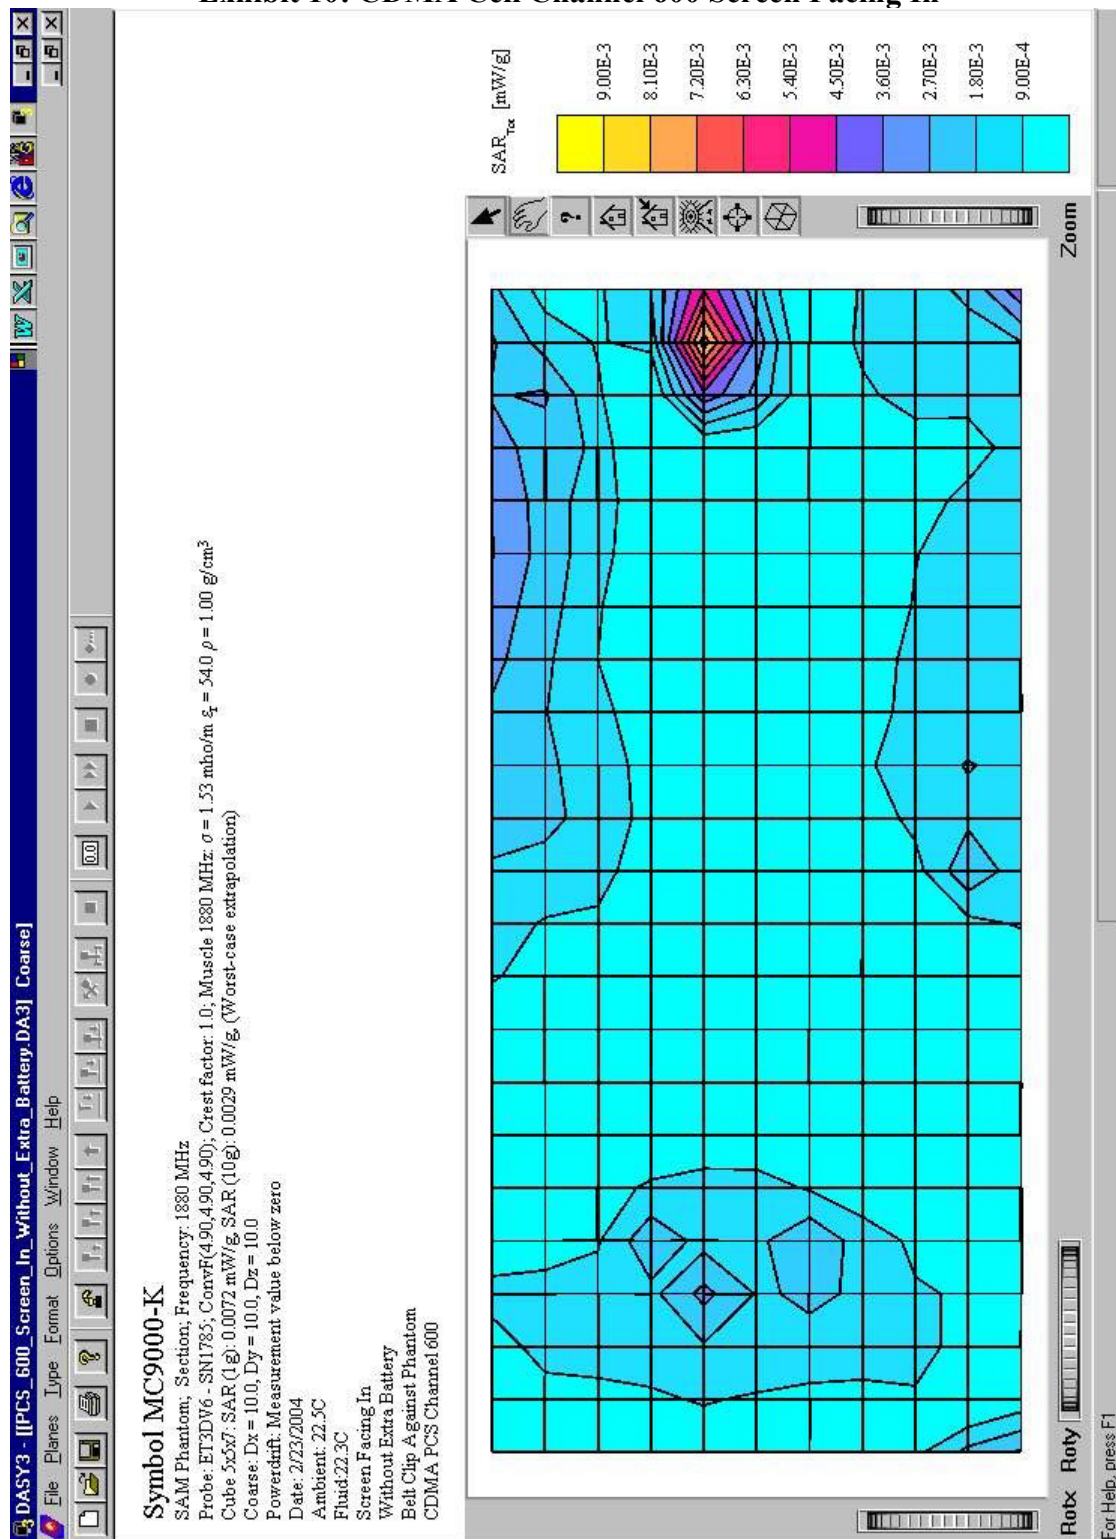 Exhibit 10: CDMA Cell Channel 600 Screen Facing In
DASY3 - [[PCS_600_Screen_In_Without_Extra_Battery.DA3] Coarse]
File Planes Type Format Options Window Help
Symbol MC9000-K
SAM Phantom; Section; Frequency: 1880 MHz
Probe: ET3DV6 - SN1785; ConvF(4.90,4.90,4.90); Crest factor: 1.0; Muscle 1880 MHz: σ = 1.53 mho/m εr = 54.0 ρ = 1.00 g/cm³
Cube 5x5x7: SAR (1g): 0.0072 mW/g, SAR (10g): 0.0029 mW/g, (Worst-case extrapolation)
Coarse: Dx = 10.0, Dy = 10.0, Dz = 10.0
Powerdrift: Measurement value below zero
Date: 2/23/2004
Ambient: 22.5C
Fluid:22.3C
Screen Facing In
Without Extra Battery
Belt Clip Against Phantom
CDMA PCS Channel 600
SARTot [mW/g]
9.00E-3
8.10E-3
7.20E-3
6.30E-3
5.40E-3
4.50E-3
3.60E-3
2.70E-3
1.80E-3
9.00E-4
Rotx Roty Zoom
For Help, press F1